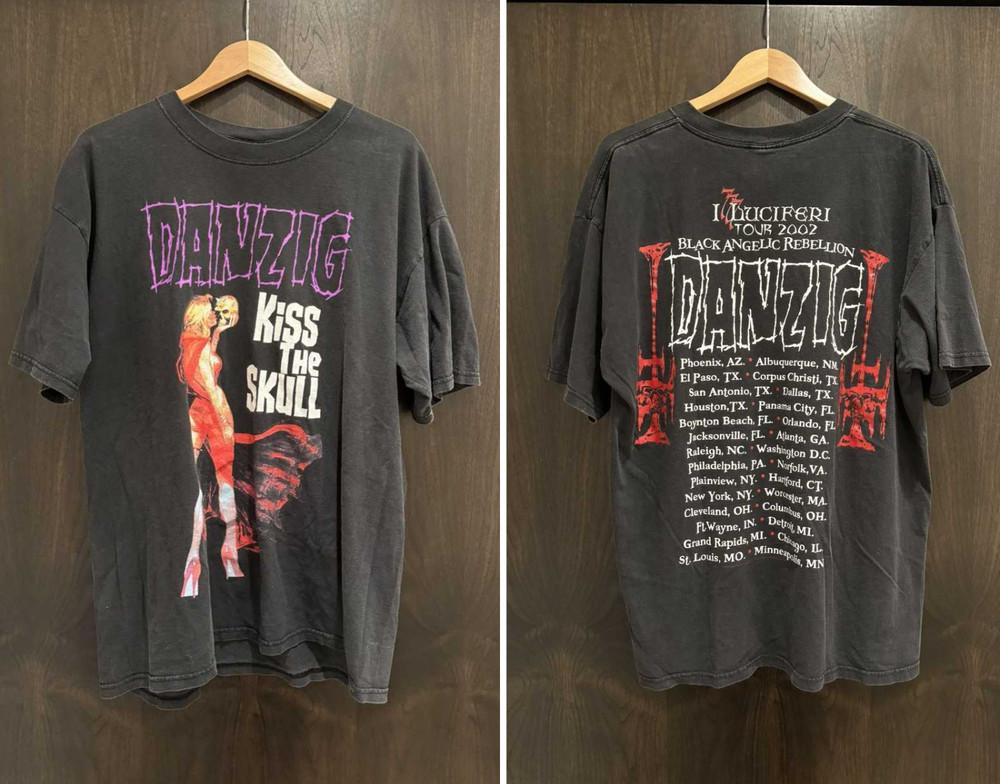 DANZIG
Kiss
The
SKULL
I LUCIFERI
TOUR 2002
BLACK ANGELIC REBELLION
DANZIG
Phoenix, AZ. * Albuquerque, NM.
El Paso, TX. * Corpus Christi, TX.
San Antonio, TX. * Dallas, TX.
Houston, TX. * Panama City, FL.
Boynton Beach, FL. * Orlando, FL
Jacksonville, FL. * Atlanta, GA.
Raleigh, NC. * Washington D.C.
Philadelphia, PA. * Norfolk, VA.
Plainview, NY. * Hartford, CT.
New York, NY. * Worcester, MA.
Cleveland, OH. * Columbus, OH.
Ft. Wayne, IN. * Detroit, MI.
Grand Rapids, MI. * Chicago, IL.
St. Louis, MO. * Minneapolis, MN